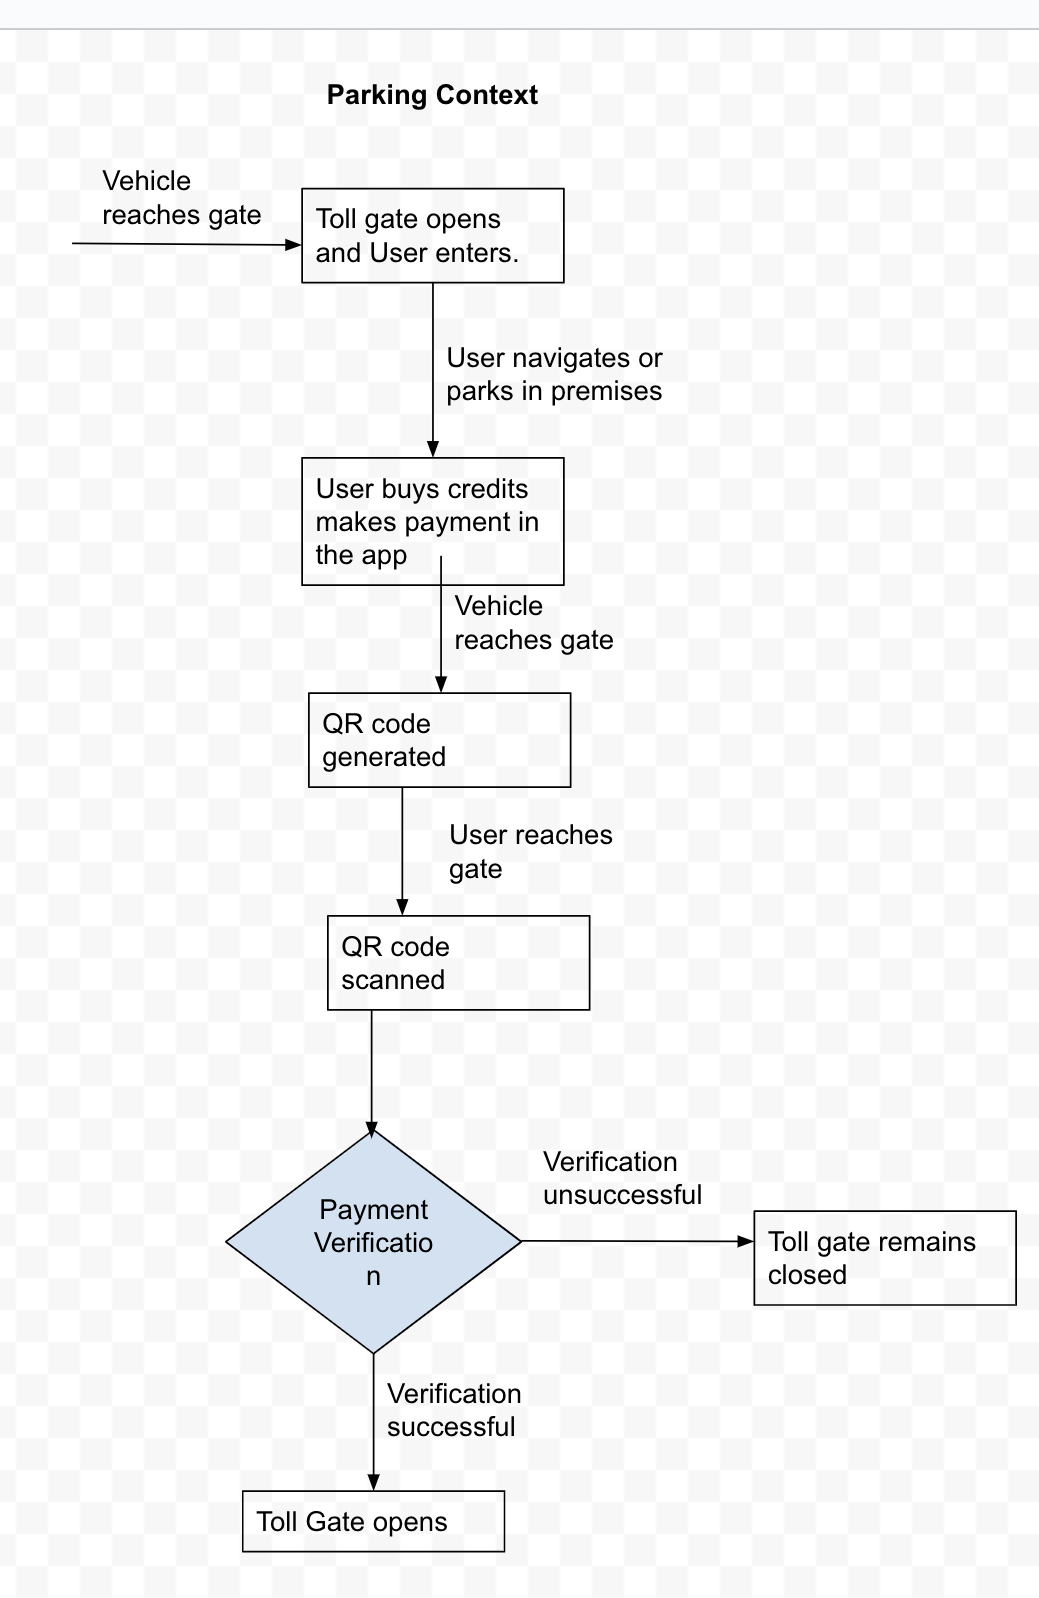 Parking Context
Vehicle
reaches gate
Toll gate opens
and User enters.
User navigates or
parks in premises
User buys credits
makes payment in
the app
Vehicle
reaches gate
QR code
generated
User reaches
gate
QR code
scanned
Payment
Verificatio
n
Verification
unsuccessful
Toll gate remains
closed
Verification
successful
Toll Gate opens